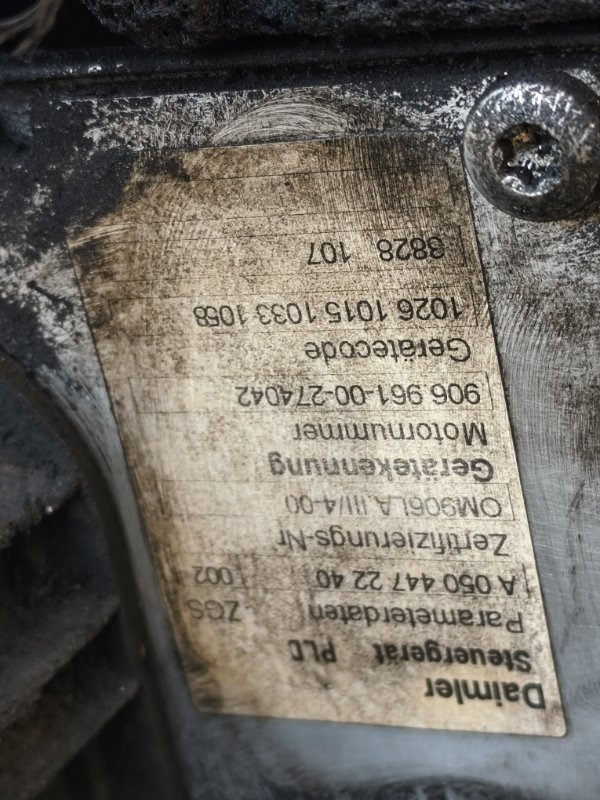 Daimler
Steuergerät PLD
Parameterdaten ZGS
A 050 447 22 40 002
Zertifizierungs-Nr
OM906LA III/4-00
Gerätekennung
Motornummer
906 961-00-274042
Gerätecode
1026 1015 1033 1058
3828 107